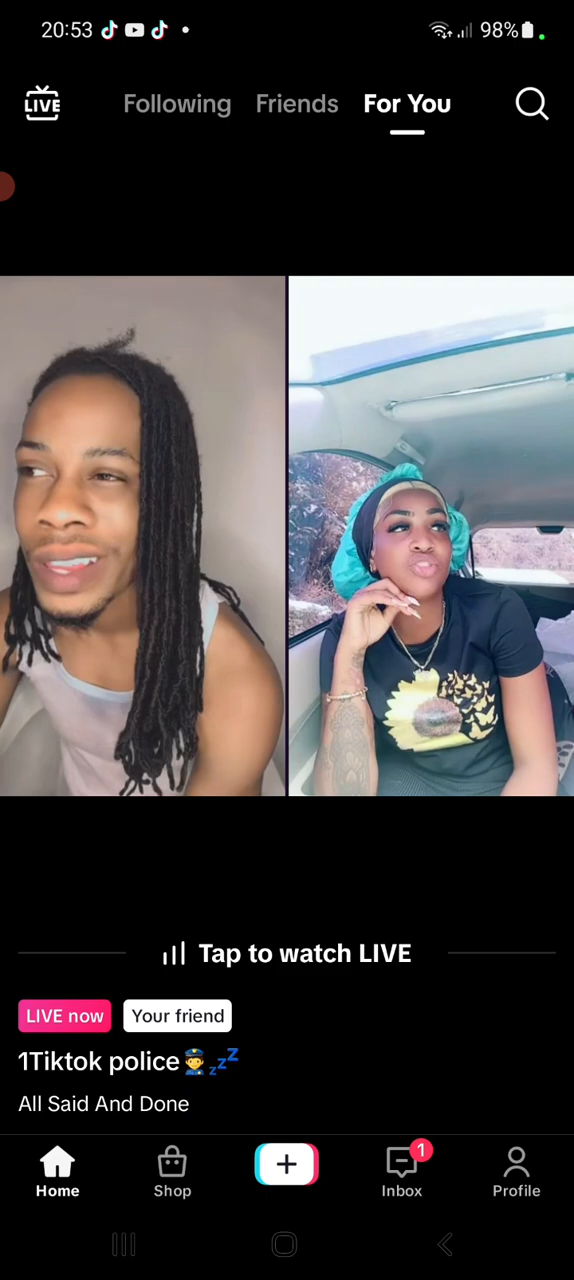 20:53 98%
LIVE Following Friends For You
Tap to watch LIVE
LIVE now Your friend
1Tiktok police👮💤
All Said And Done
1
Home Shop Inbox Profile